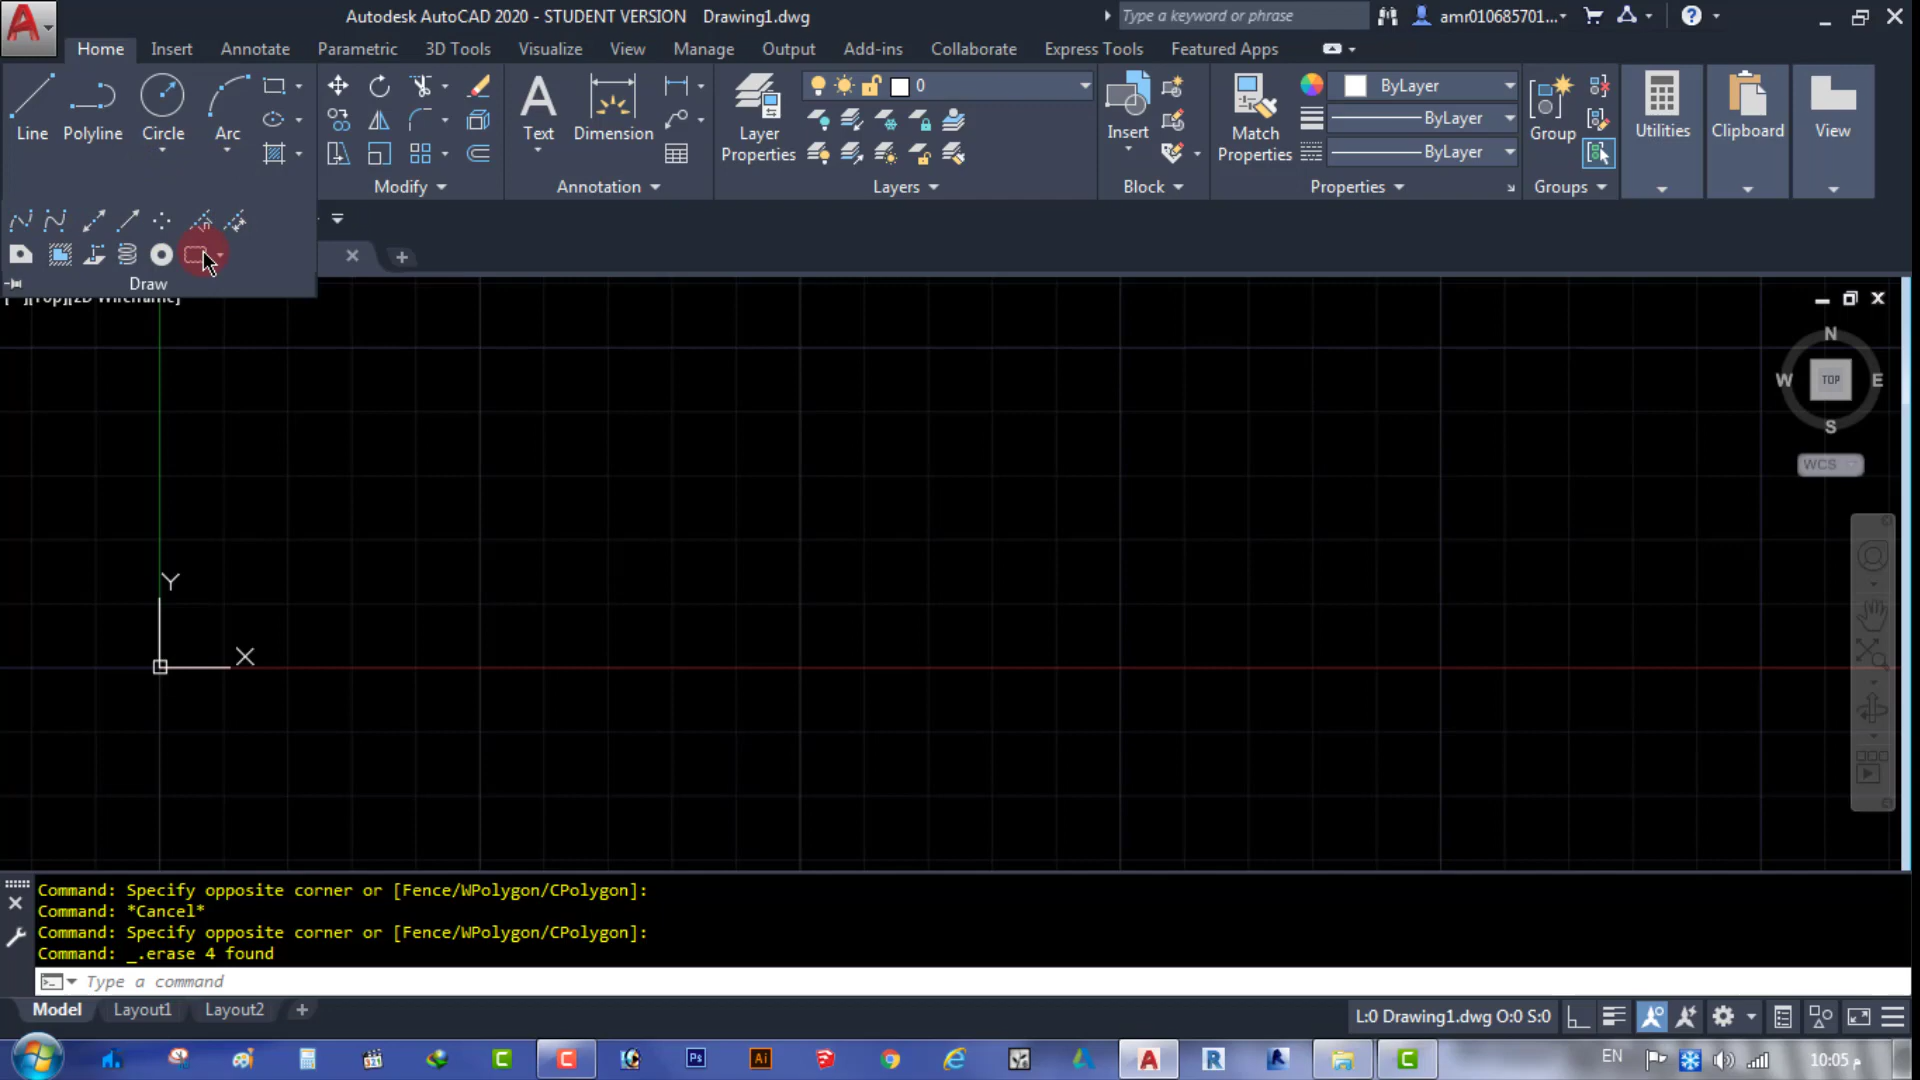 Autodesk AutoCAD 2020 - STUDENT VERSION Drawing1.dwg
Type a keyword or phrase
amr010685701...
Home Insert Annotate Parametric 3D Tools Visualize View Manage Output Add-ins Collaborate Express Tools Featured Apps
Line Polyline Circle Arc
Text Dimension
Layer Properties
0
Insert
Match Properties
ByLayer
ByLayer
ByLayer
Group
Utilities
Clipboard
View
Modify Annotation Layers Block Properties Groups
Draw
N
W TOP E
S
WCS
Y
X
Command: Specify opposite corner or [Fence/WPolygon/CPolygon]:
Command: *Cancel*
Command: Specify opposite corner or [Fence/WPolygon/CPolygon]:
Command: _.erase 4 found
Type a command
Model Layout1 Layout2
L:0 Drawing1.dwg O:0 S:0
EN
10:05 م